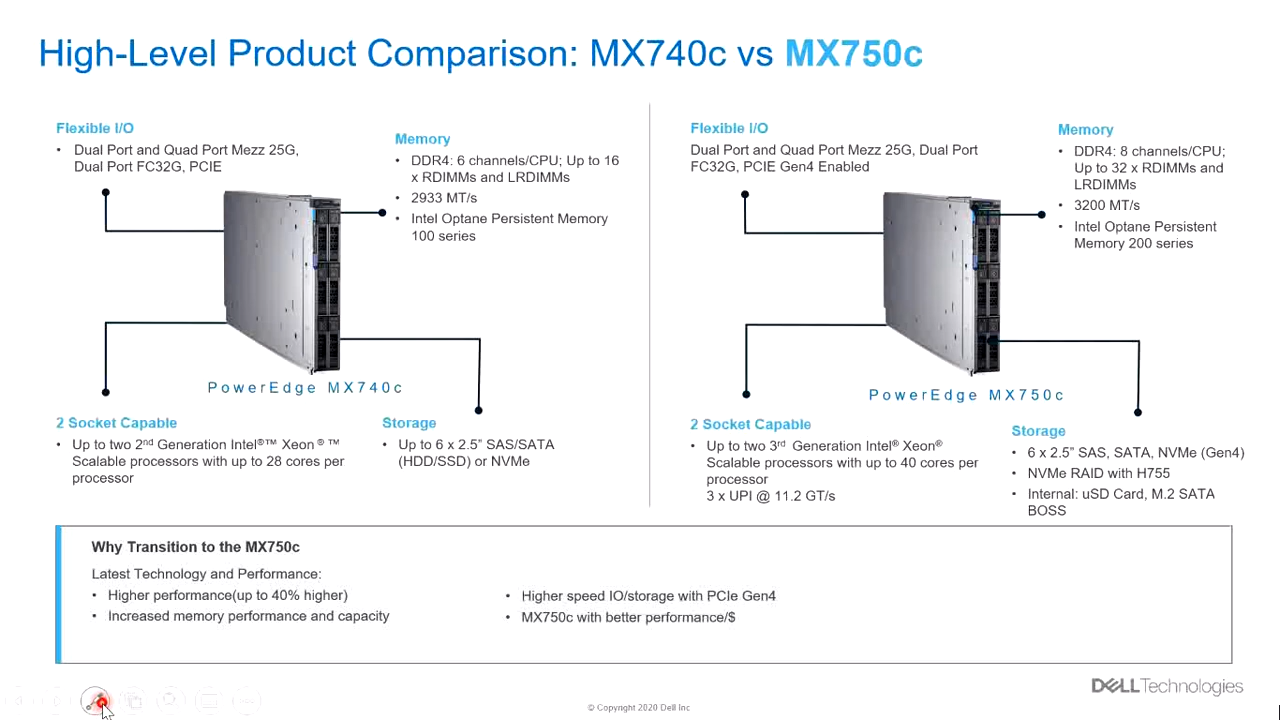 High-Level Product Comparison: MX740c vs MX750c
Flexible I/O
• Dual Port and Quad Port Mezz 25G,
Dual Port FC32G, PCIE
Memory
• DDR4: 6 channels/CPU; Up to 16
x RDIMMs and LRDIMMs
• 2933 MT/s
• Intel Optane Persistent Memory
100 series
PowerEdge MX740c
2 Socket Capable
• Up to two 2nd Generation Intel®™ Xeon ® ™
Scalable processors with up to 28 cores per
processor
Storage
• Up to 6 x 2.5” SAS/SATA
(HDD/SSD) or NVMe
Flexible I/O
Dual Port and Quad Port Mezz 25G, Dual Port
FC32G, PCIE Gen4 Enabled
Memory
• DDR4: 8 channels/CPU;
Up to 32 x RDIMMs and
LRDIMMs
• 3200 MT/s
• Intel Optane Persistent
Memory 200 series
PowerEdge MX750c
2 Socket Capable
• Up to two 3rd Generation Intel® Xeon®
Scalable processors with up to 40 cores per
processor
3 x UPI @ 11.2 GT/s
Storage
• 6 x 2.5” SAS, SATA, NVMe (Gen4)
• NVMe RAID with H755
• Internal: uSD Card, M.2 SATA
BOSS
Why Transition to the MX750c
Latest Technology and Performance:
• Higher performance(up to 40% higher)
• Increased memory performance and capacity
• Higher speed IO/storage with PCIe Gen4
• MX750c with better performance/$
DELLTechnologies
© Copyright 2020 Dell Inc